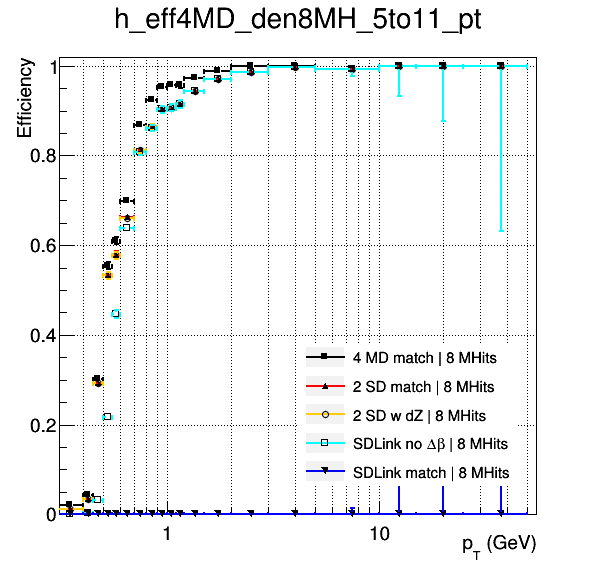 h_eff4MD_den8MH_5to11_pt
Efficiency
1
0.8
0.6
0.4
0.2
0
4 MD match | 8 MHits
2 SD match | 8 MHits
2 SD w dZ | 8 MHits
SDLink no Δβ | 8 MHits
SDLink match | 8 MHits
1
10
p_T (GeV)